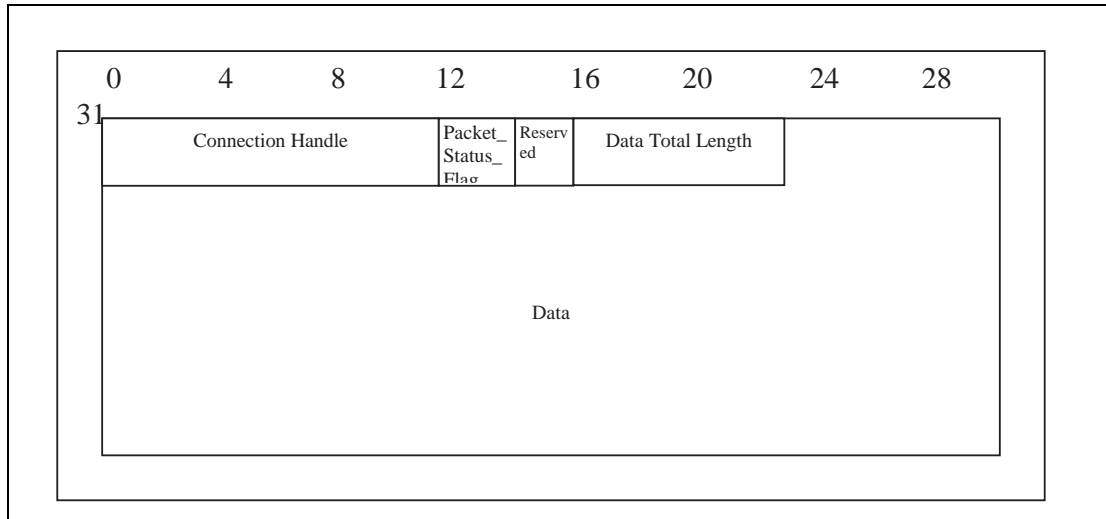 0 4 8 12 16 20 24 28
31
Connection Handle
Packet_
Status_
Flag
Reserv
ed
Data Total Length
Data